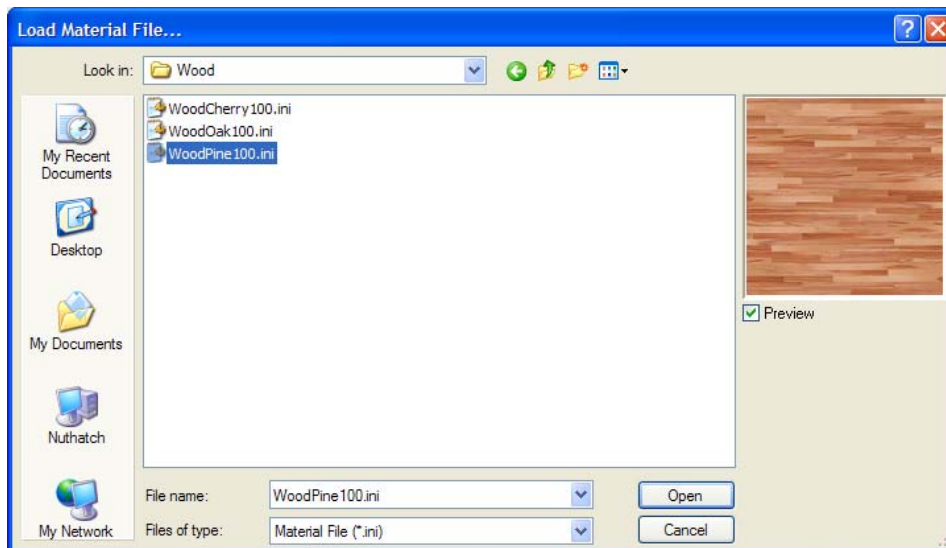 Load Material File...
Look in: Wood
WoodCherry100.ini
WoodOak100.ini
WoodPine100.ini
My Recent
Documents
Desktop
My Documents
Nuthatch
My Network
Preview
File name: WoodPine100.ini Open
Files of type: Material File (*.ini) Cancel